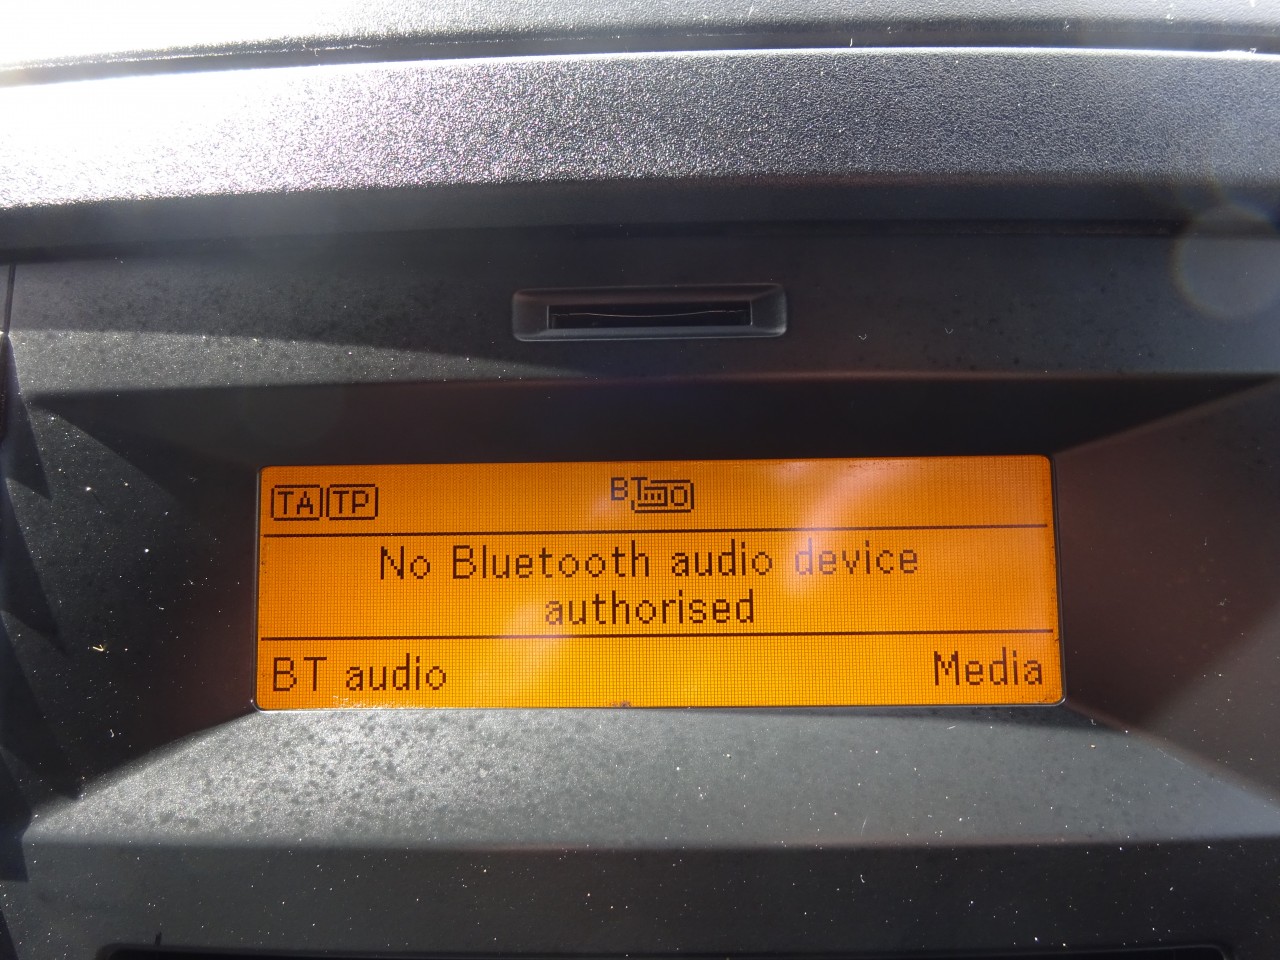 TA TP BT
No Bluetooth audio device
authorised
BT audio Media